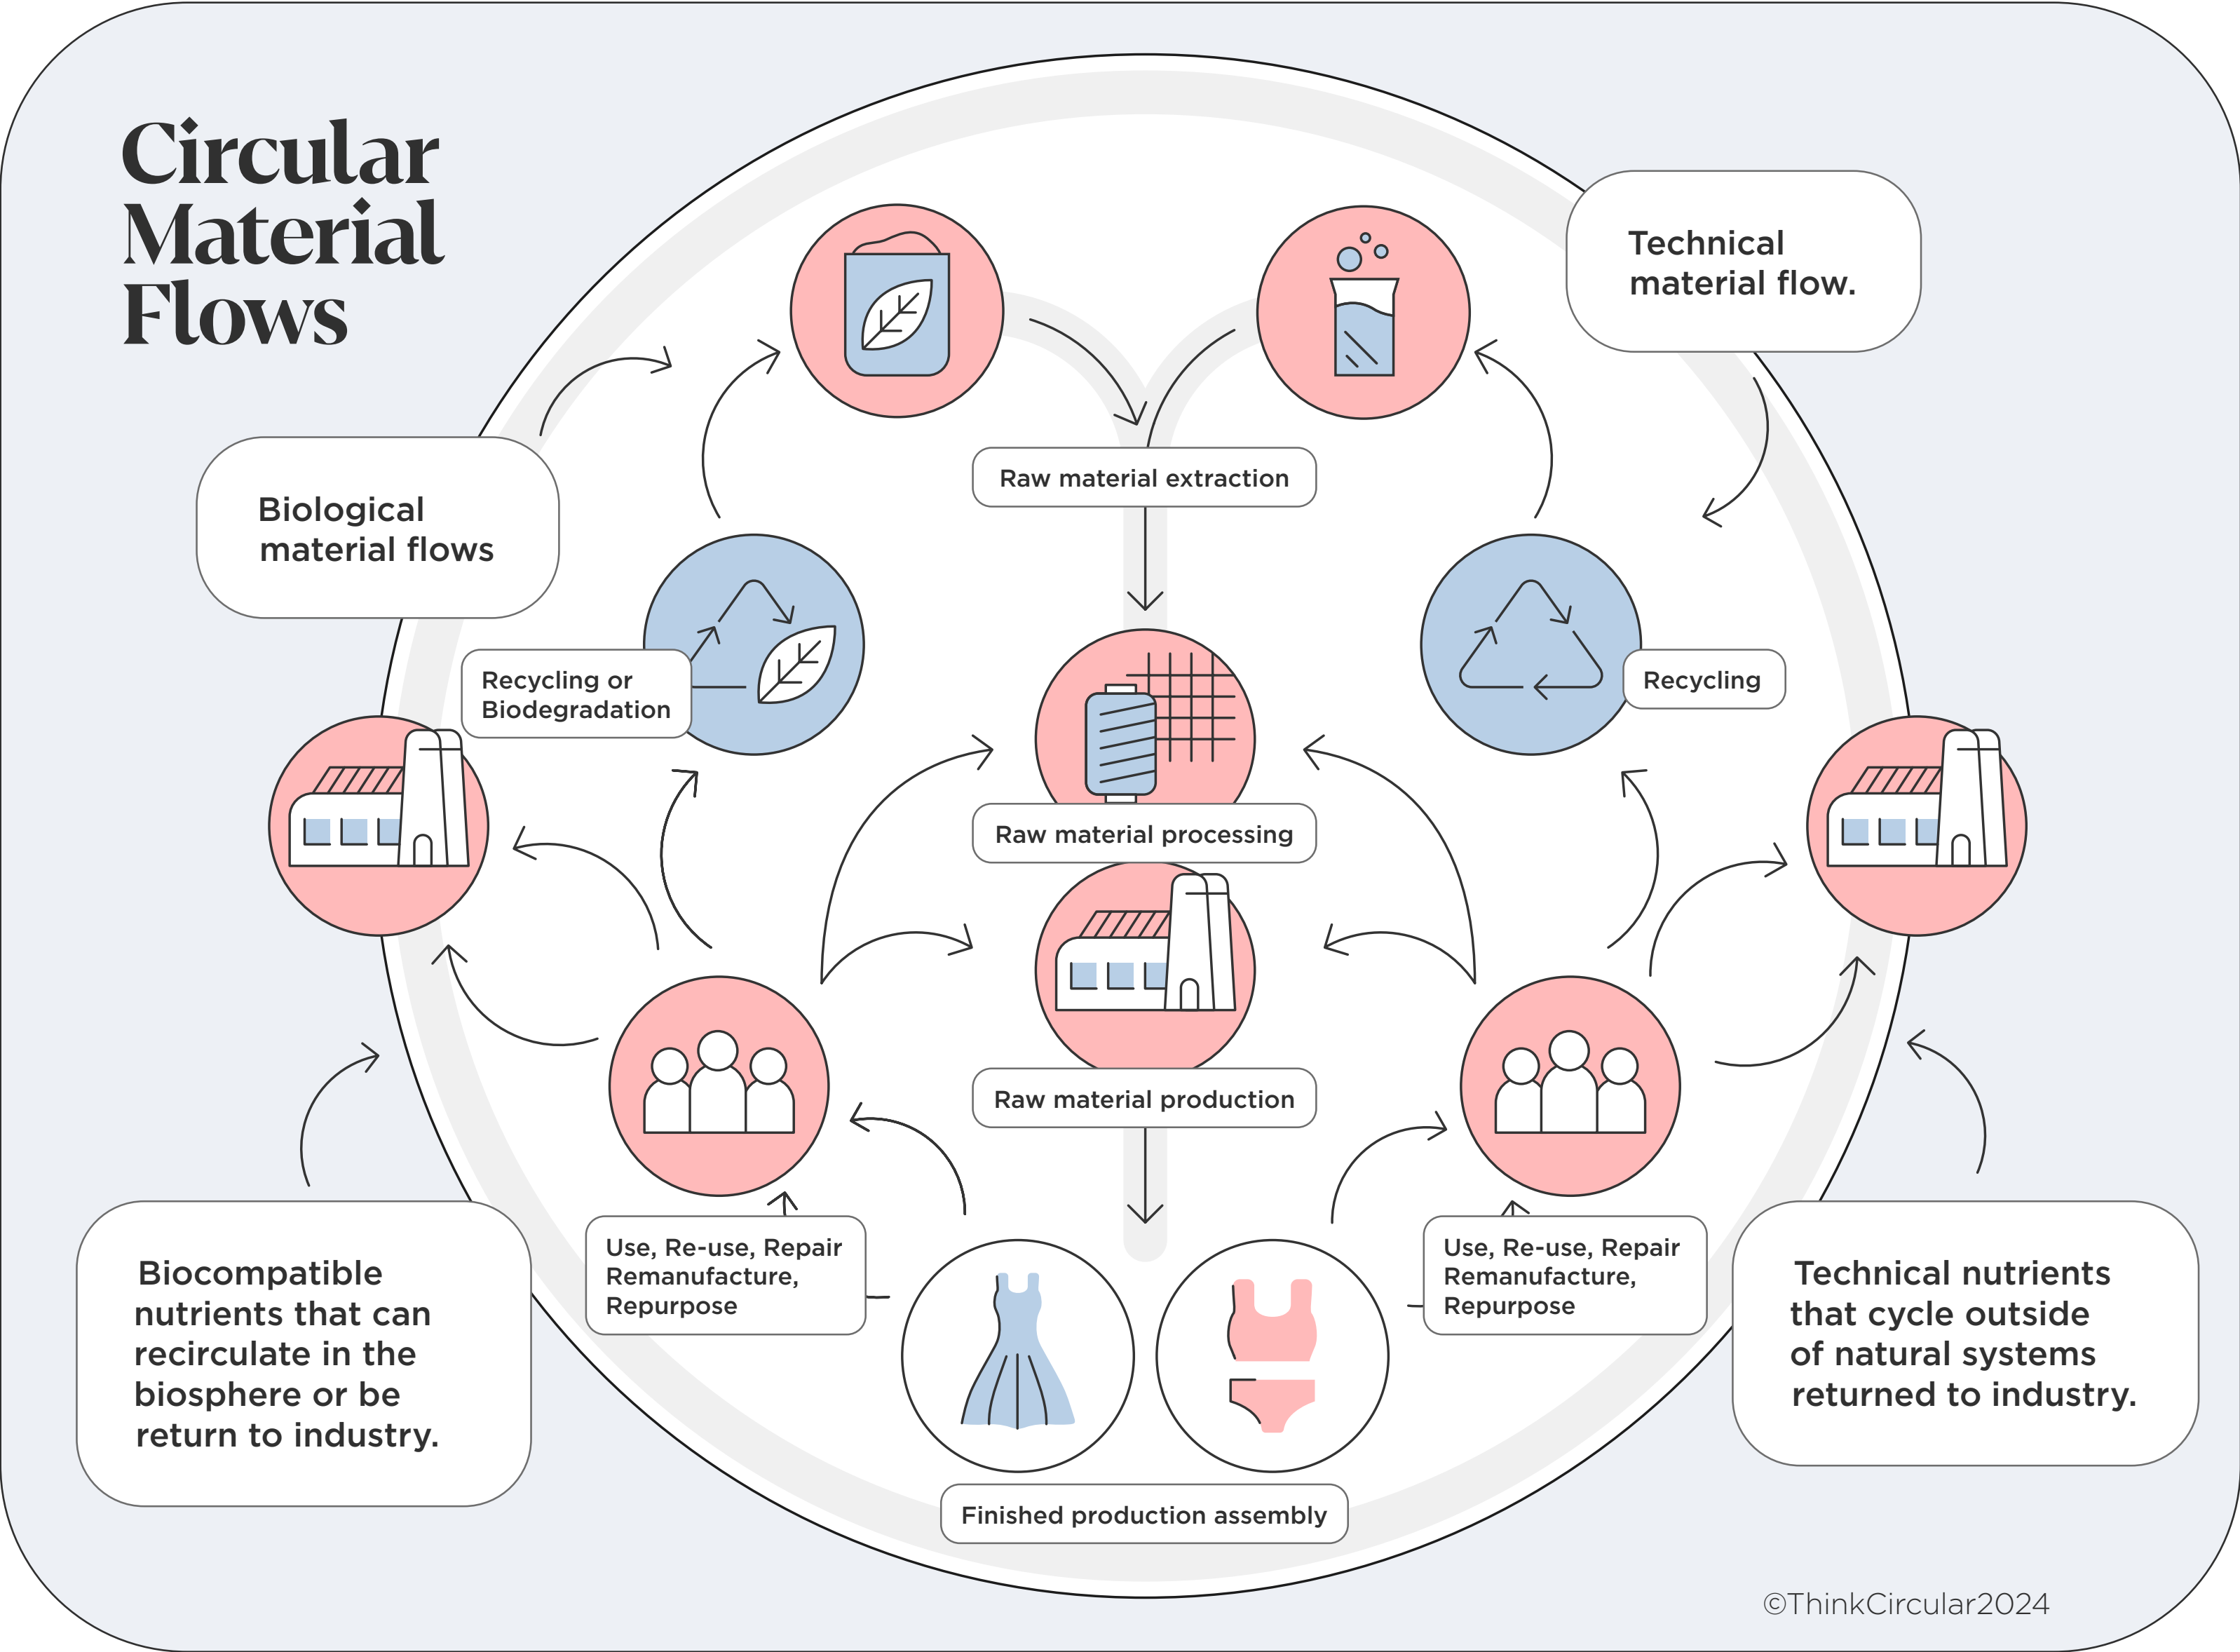 Circular
Material
Flows
Technical
material flow.
Raw material extraction
Biological
material flows
Recycling or
Biodegradation
Recycling
Raw material processing
Raw material production
Use, Re-use, Repair
Remanufacture,
Repurpose
Use, Re-use, Repair
Remanufacture,
Repurpose
Biocompatible
nutrients that can
recirculate in the
biosphere or be
return to industry.
Technical nutrients
that cycle outside
of natural systems
returned to industry.
Finished production assembly
©ThinkCircular2024